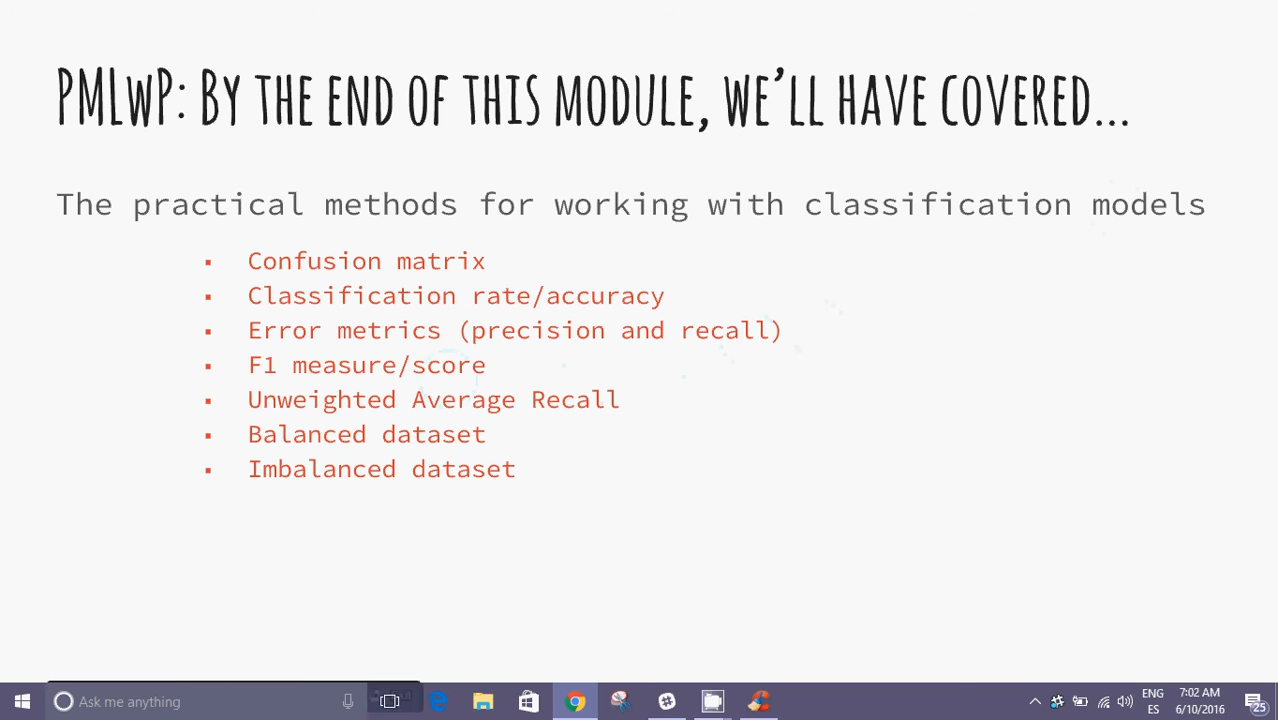 PMLwP: By the end of this module, we'll have covered...
The practical methods for working with classification models
▪ Confusion matrix
▪ Classification rate/accuracy
▪ Error metrics (precision and recall)
▪ F1 measure/score
▪ Unweighted Average Recall
▪ Balanced dataset
▪ Imbalanced dataset
Ask me anything
ENG
ES
7:02 AM
6/10/2016
25